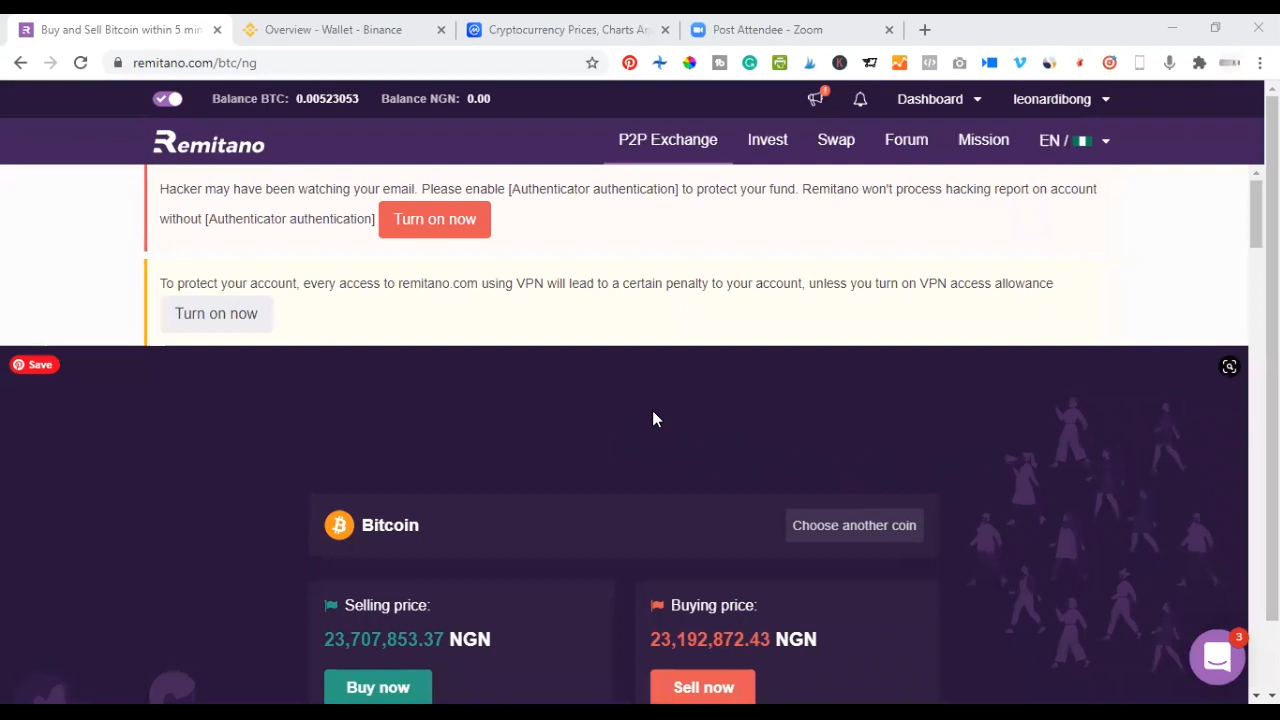 Buy and Sell Bitcoin within 5 min
Overview - Wallet - Binance
Cryptocurrency Prices, Charts An
Post Attendee - Zoom
remitano.com/btc/ng
Balance BTC: 0.00523053 Balance NGN: 0.00
Dashboard
leonardibong
Remitano
P2P Exchange Invest Swap Forum Mission EN /
Hacker may have been watching your email. Please enable [Authenticator authentication] to protect your fund. Remitano won't process hacking report on account
without [Authenticator authentication] Turn on now
To protect your account, every access to remitano.com using VPN will lead to a certain penalty to your account, unless you turn on VPN access allowance
Turn on now
Save
Bitcoin
Choose another coin
Selling price:
23,707,853.37 NGN
Buy now
Buying price:
23,192,872.43 NGN
Sell now
3